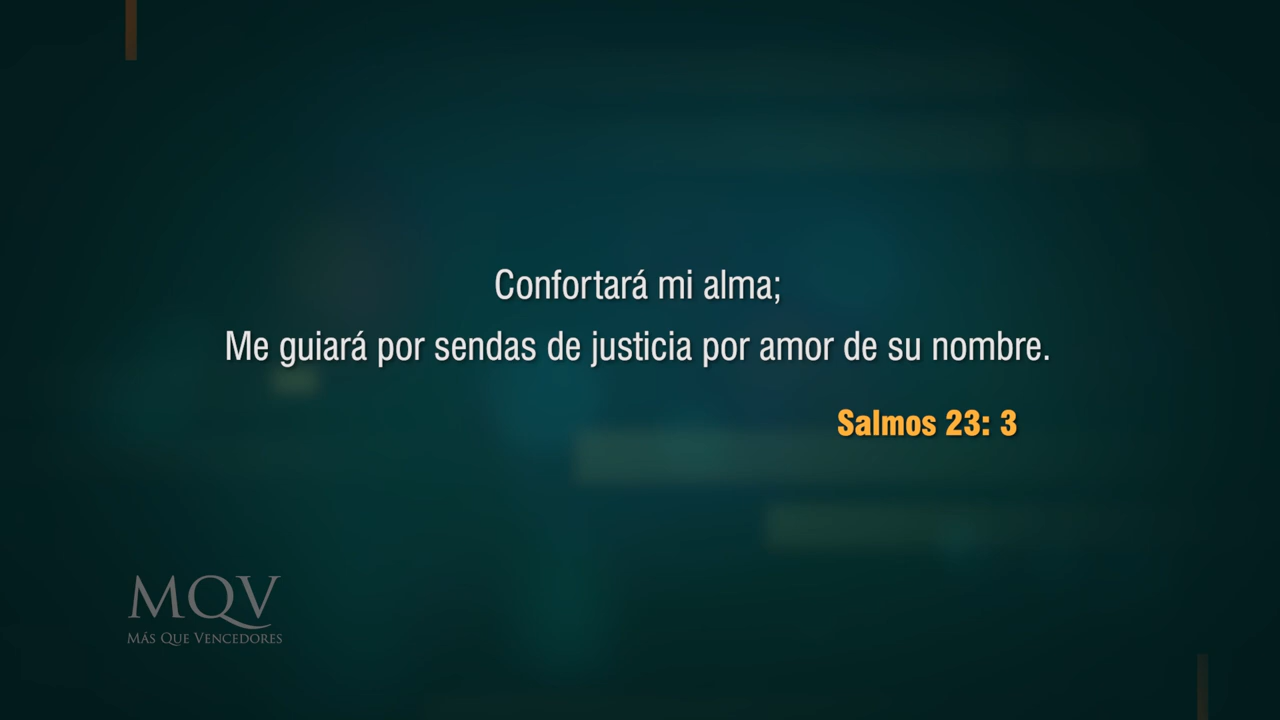 Confortará mi alma;
Me guiará por sendas de justicia por amor de su nombre.
Salmos 23: 3
MQV
MÁS QUE VENCEDORES